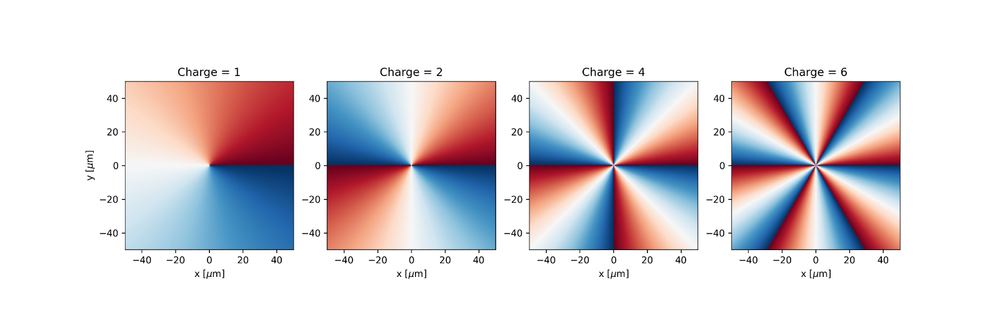 Charge = 1
Charge = 2
Charge = 4
Charge = 6
40 40 40 40
20 20 20 20
y [μm] 0 0 0 0
−20 −20 −20 −20
−40 −40 −40 −40
−40 −20 0 20 40 −40 −20 0 20 40 −40 −20 0 20 40 −40 −20 0 20 40
x [μm] x [μm] x [μm] x [μm]